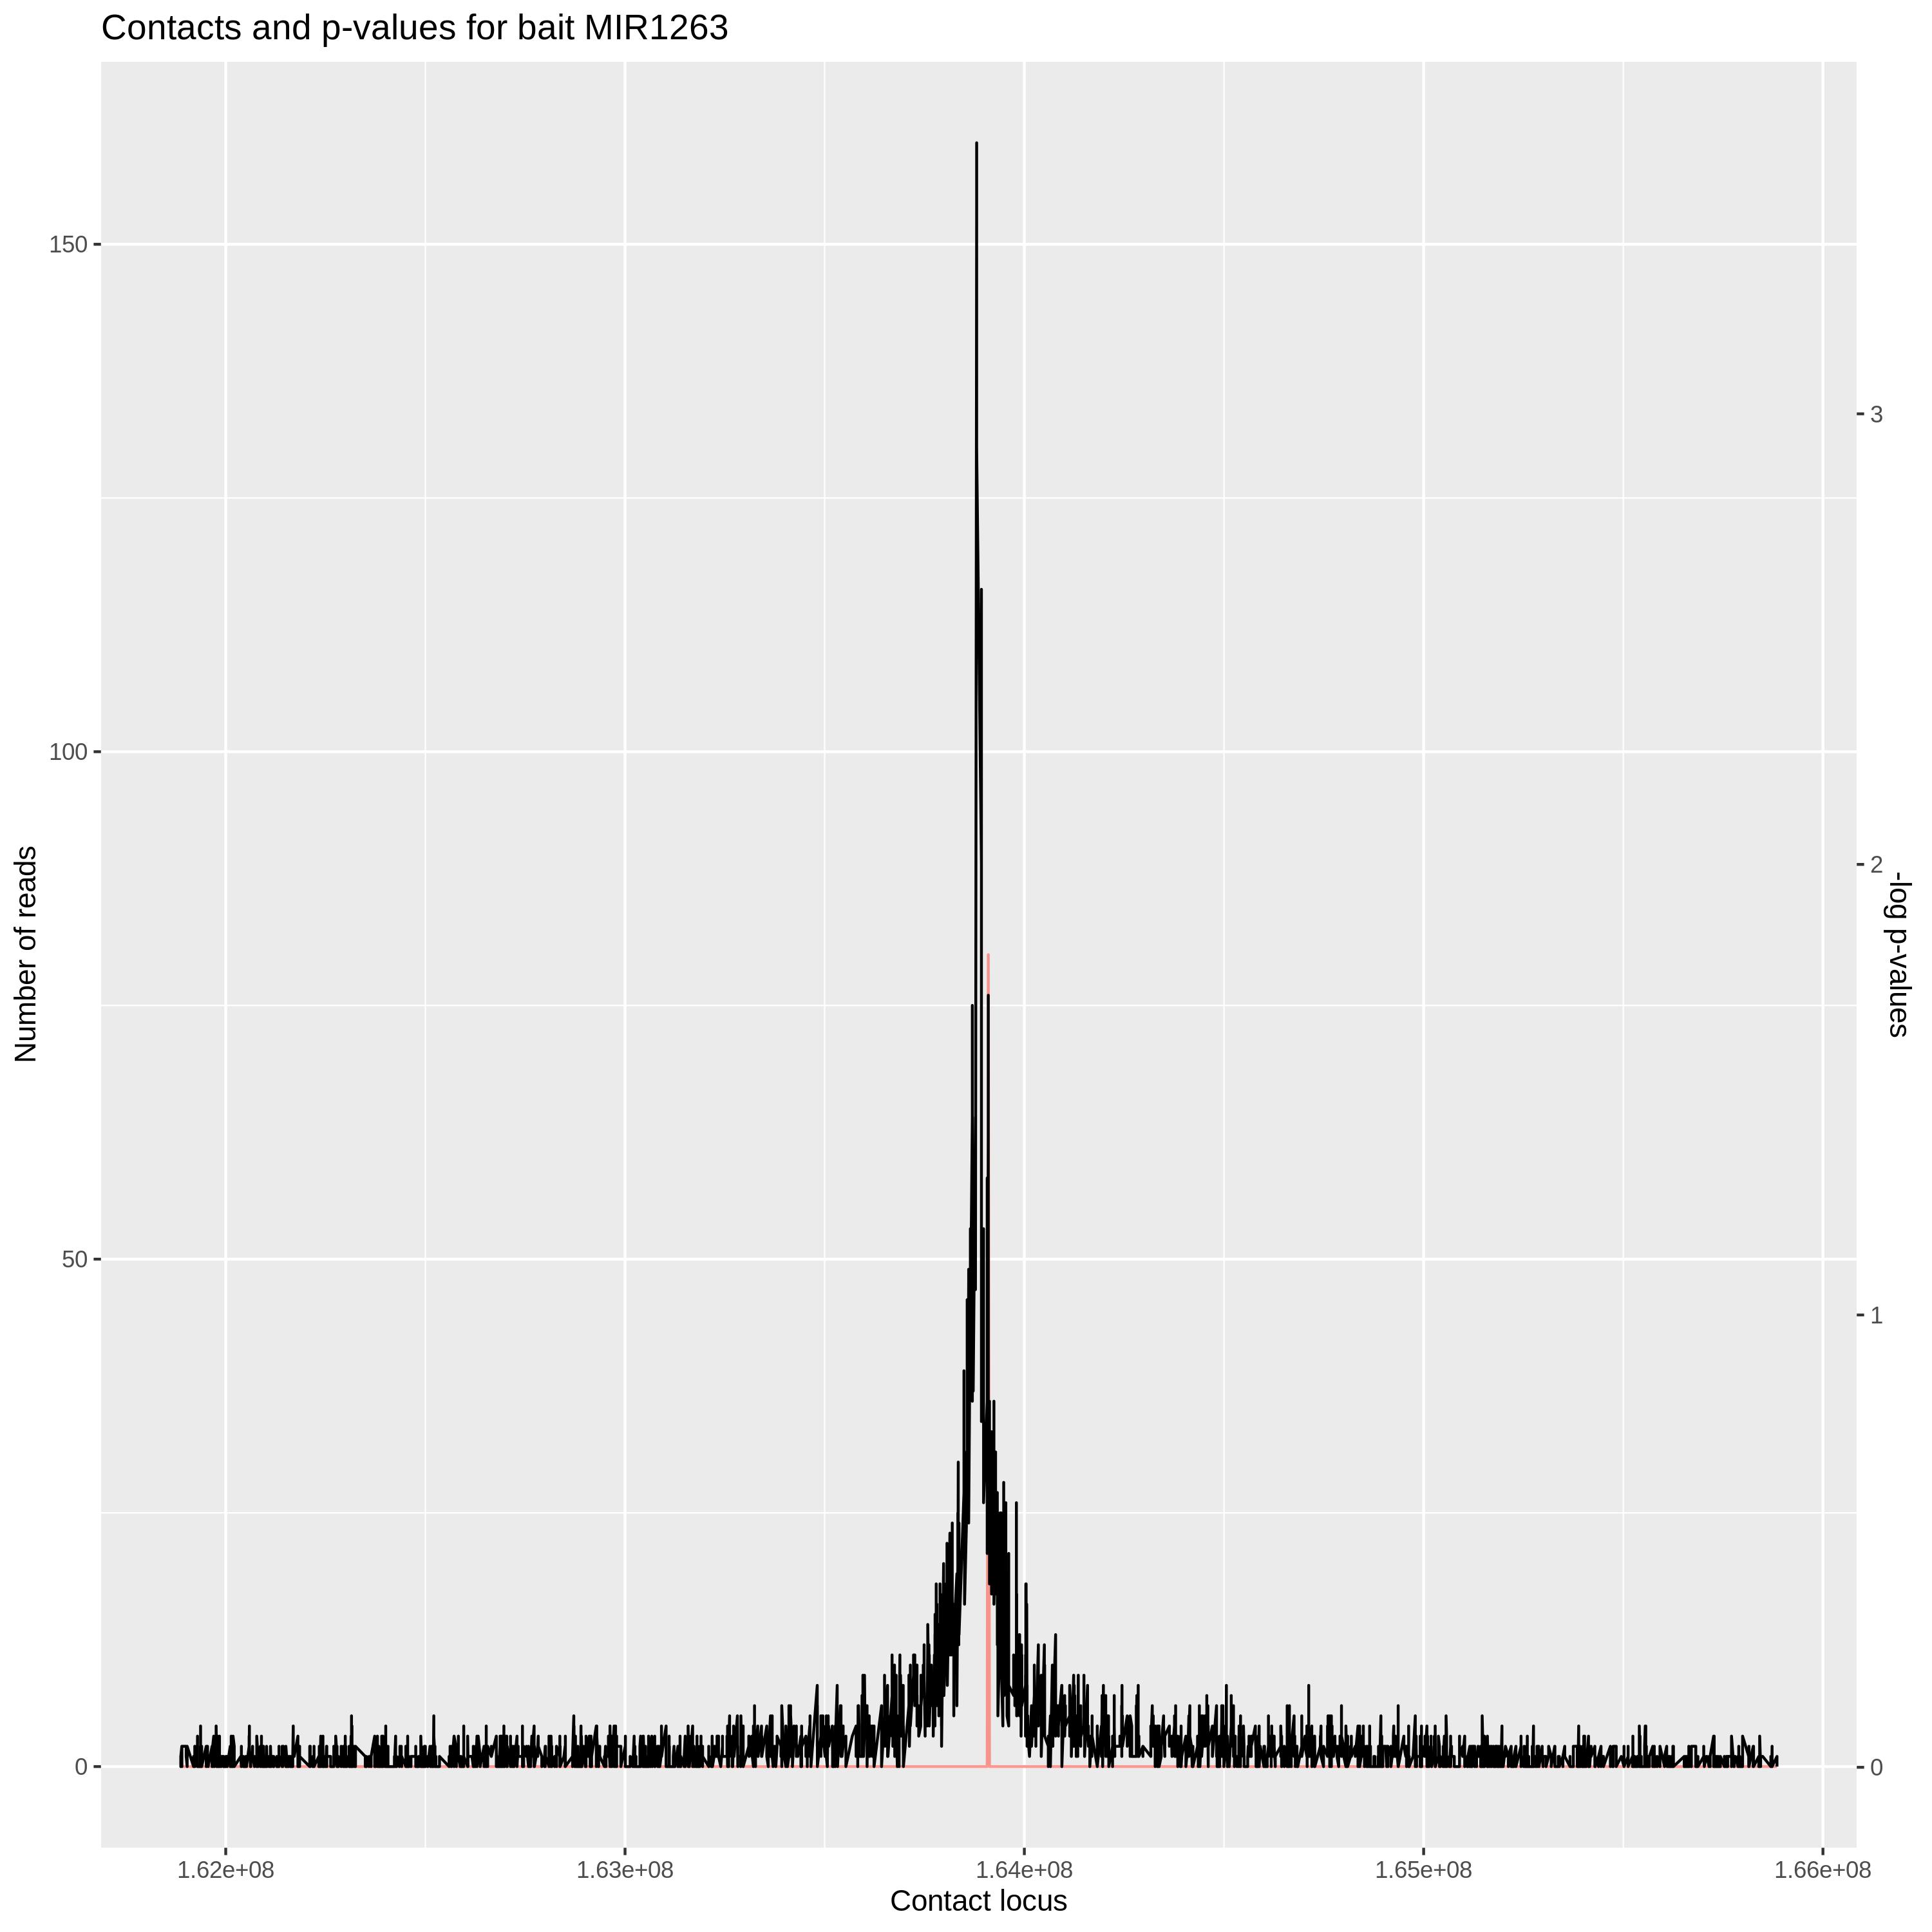 Contacts and p-values for bait MIR1263
150
100
50
0
Number of reads
3
2
1
0
-log p-values
1.62e+08
1.63e+08
1.64e+08
1.65e+08
1.66e+08
Contact locus